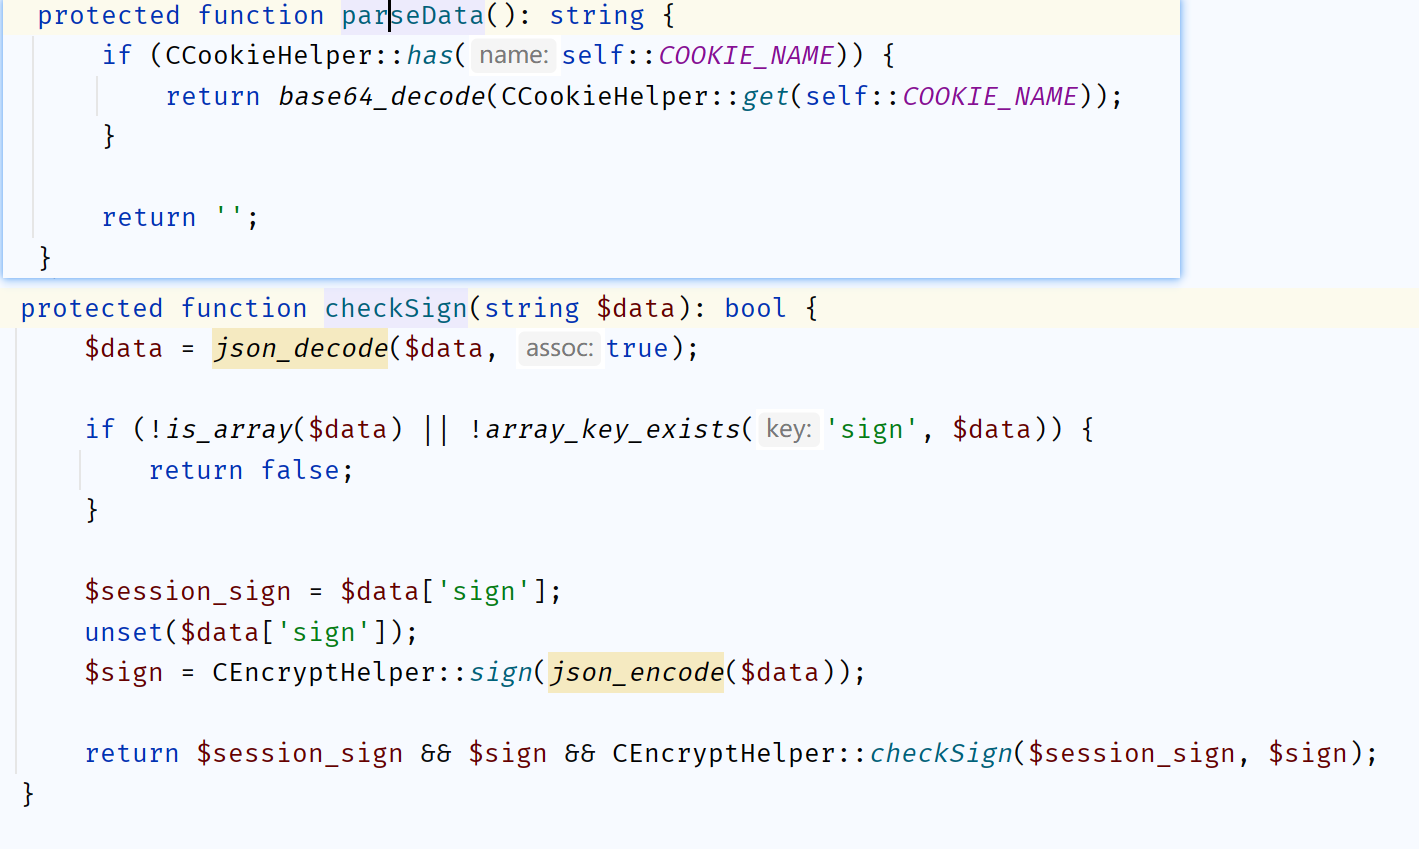 protected function parseData(): string {
if (CCookieHelper::has( name: self::COOKIE_NAME)) {
return base64_decode(CCookieHelper::get(self::COOKIE_NAME));
}
return '';
}
protected function checkSign(string $data): bool {
$data = json_decode($data, assoc: true);
if (!is_array($data) || !array_key_exists( key: 'sign', $data)) {
return false;
}
$session_sign = $data['sign'];
unset($data['sign']);
$sign = CEncryptHelper::sign(json_encode($data));
return $session_sign && $sign && CEncryptHelper::checkSign($session_sign, $sign);
}